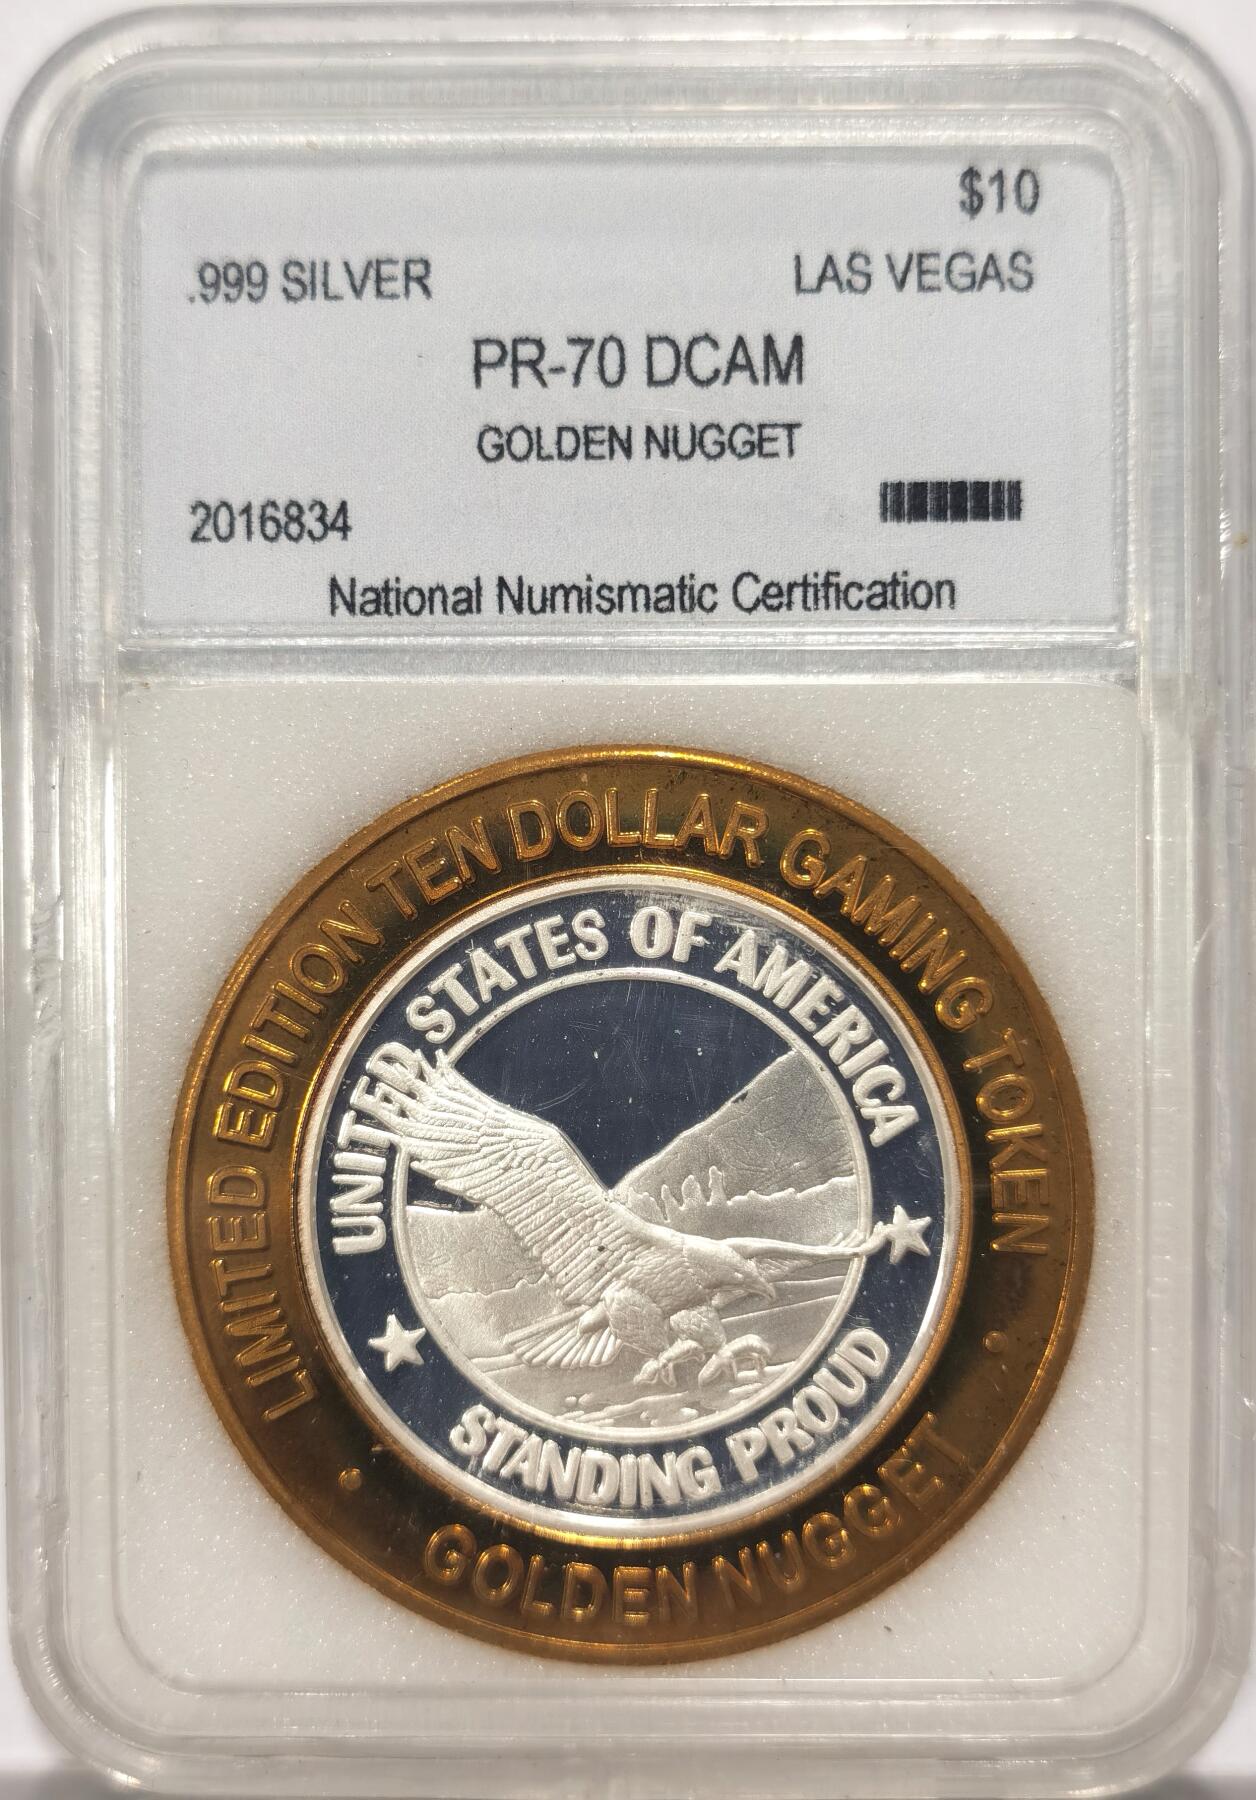 $10
.999 SILVER LAS VEGAS
PR-70 DCAM
GOLDEN NUGGET
2016834
National Numismatic Certification
LIMITED EDITION TEN DOLLAR GAMING TOKEN
UNITED STATES OF AMERICA
STANDING PROUD
GOLDEN NUGGET